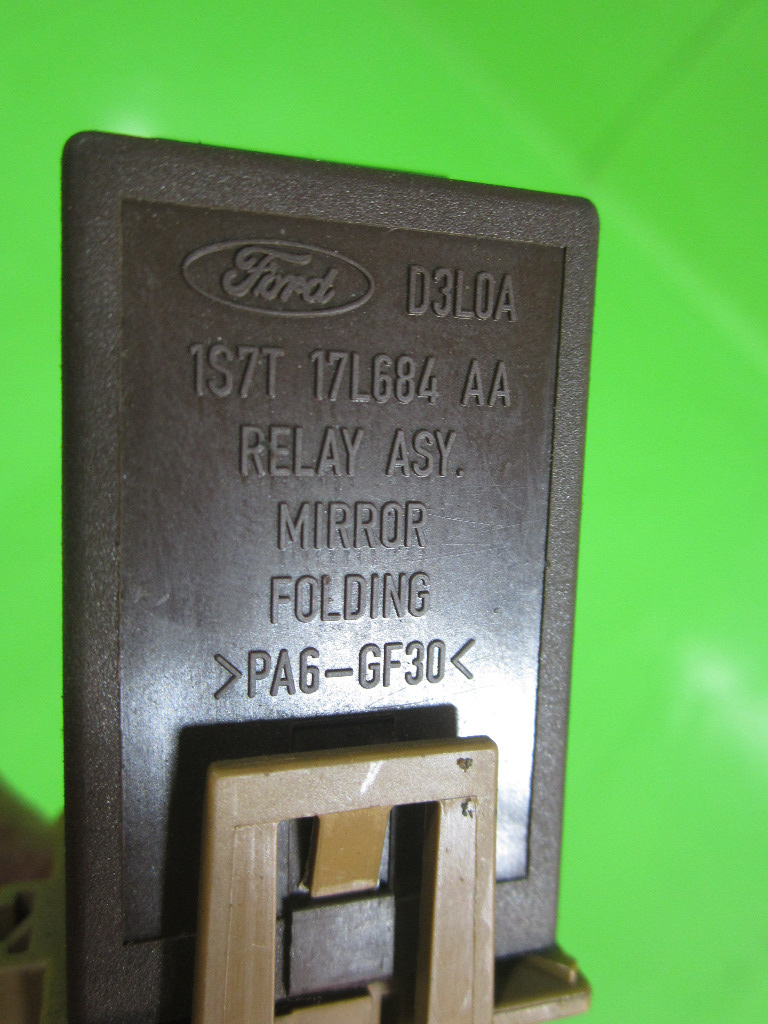 Ford D3L0A
1S7T 17L684 AA
RELAY ASY.
MIRROR
FOLDING
>PA6-GF30<